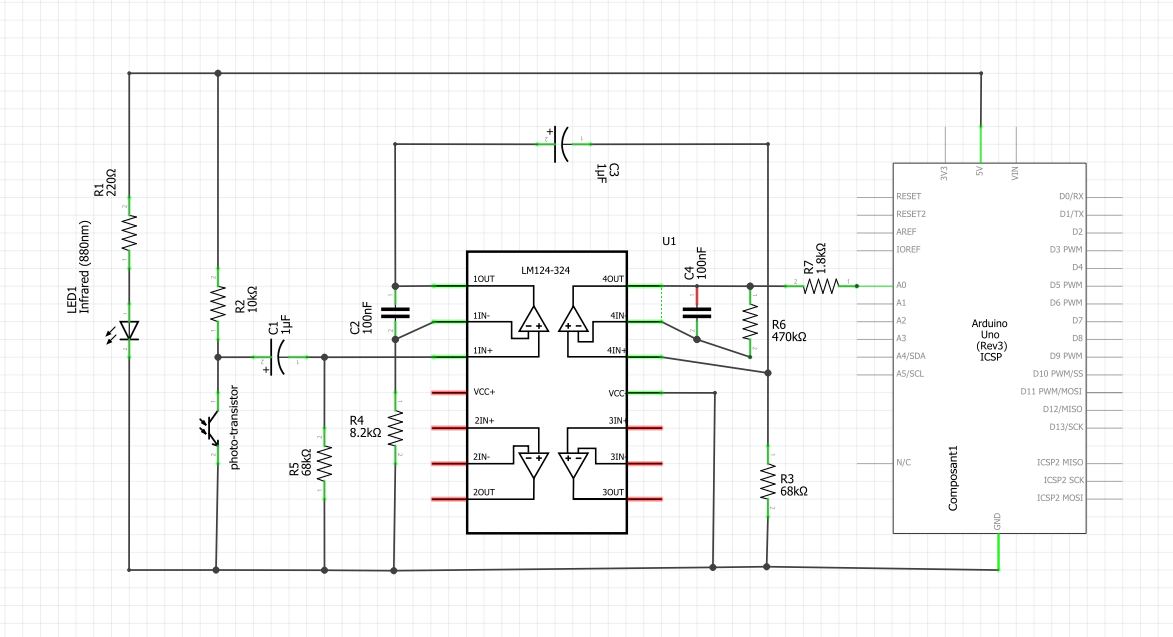 R1
220Ω
LED1
Infrared (880nm)
R2
10kΩ
C1
1µF
photo-transistor
R5
68kΩ
C2
100nF
R4
8.2kΩ
C3
1µF
U1
LM124-324
1OUT
1IN-
1IN+
VCC+
2IN+
2IN-
2OUT
4OUT
4IN-
4IN+
VCC-
3IN+
3IN-
3OUT
C4
100nF
R6
470kΩ
R7
1.8kΩ
R3
68kΩ
3V3
5V
VIN
RESET
RESET2
AREF
IOREF
A0
A1
A2
A3
A4/SDA
A5/SCL
N/C
Arduino
Uno
(Rev3)
ICSP
Composant1
GND
D0/RX
D1/TX
D2
D3 PWM
D4
D5 PWM
D6 PWM
D7
D8
D9 PWM
D10 PWM/SS
D11 PWM/MOSI
D12/MISO
D13/SCK
ICSP2 MISO
ICSP2 SCK
ICSP2 MOSI